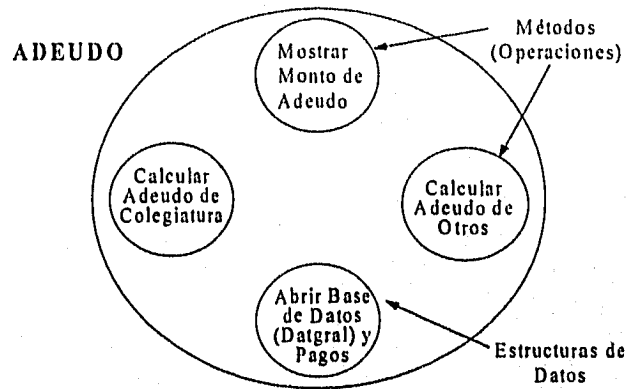 ADEUDO
Mostrar
Monto de
Adeudo
Métodos
(Operaciones)
Calcular
Adeudo de
Colegiatura
Calcular
Adeudo de
Otros
Abrir Base
de Datos
(Datgral) y
Pagos
Estructuras de
Datos